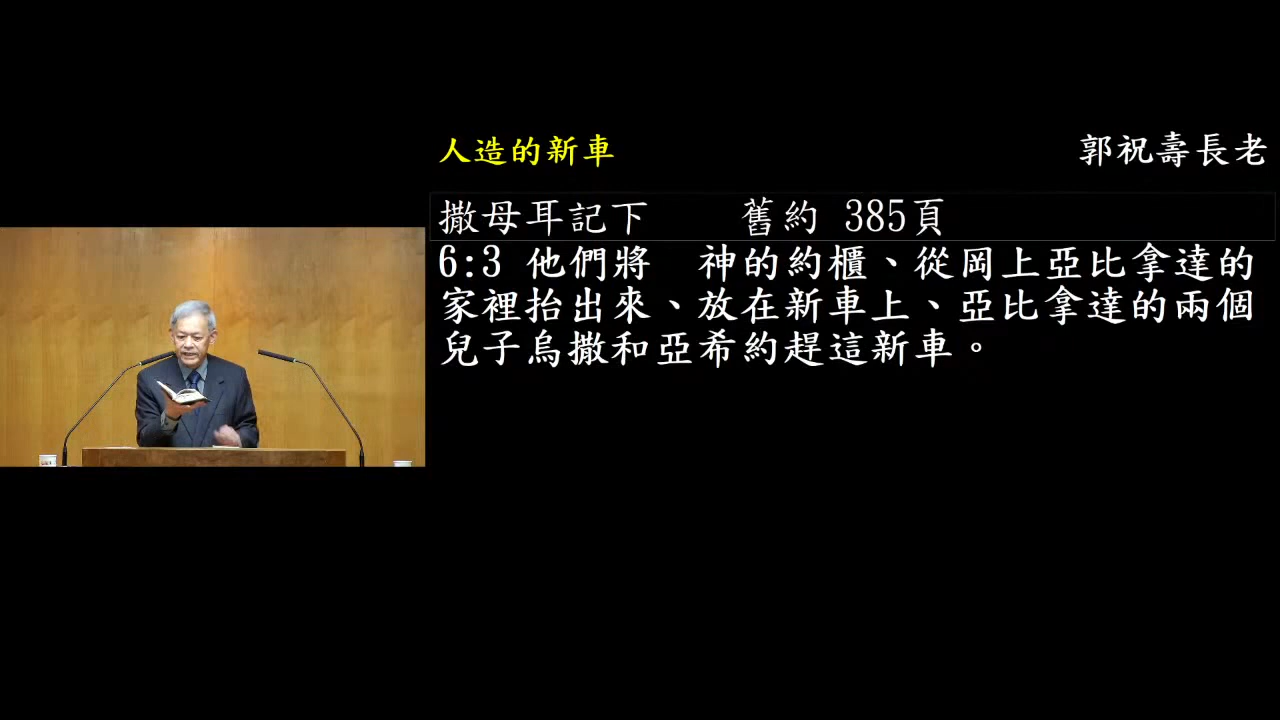 人造的新車 郭祝壽長老
撒母耳記下 舊約 385頁
6:3 他們將　神的約櫃、從岡上亞比拿達的
家裡抬出來、放在新車上、亞比拿達的兩個
兒子烏撒和亞希約趕這新車。